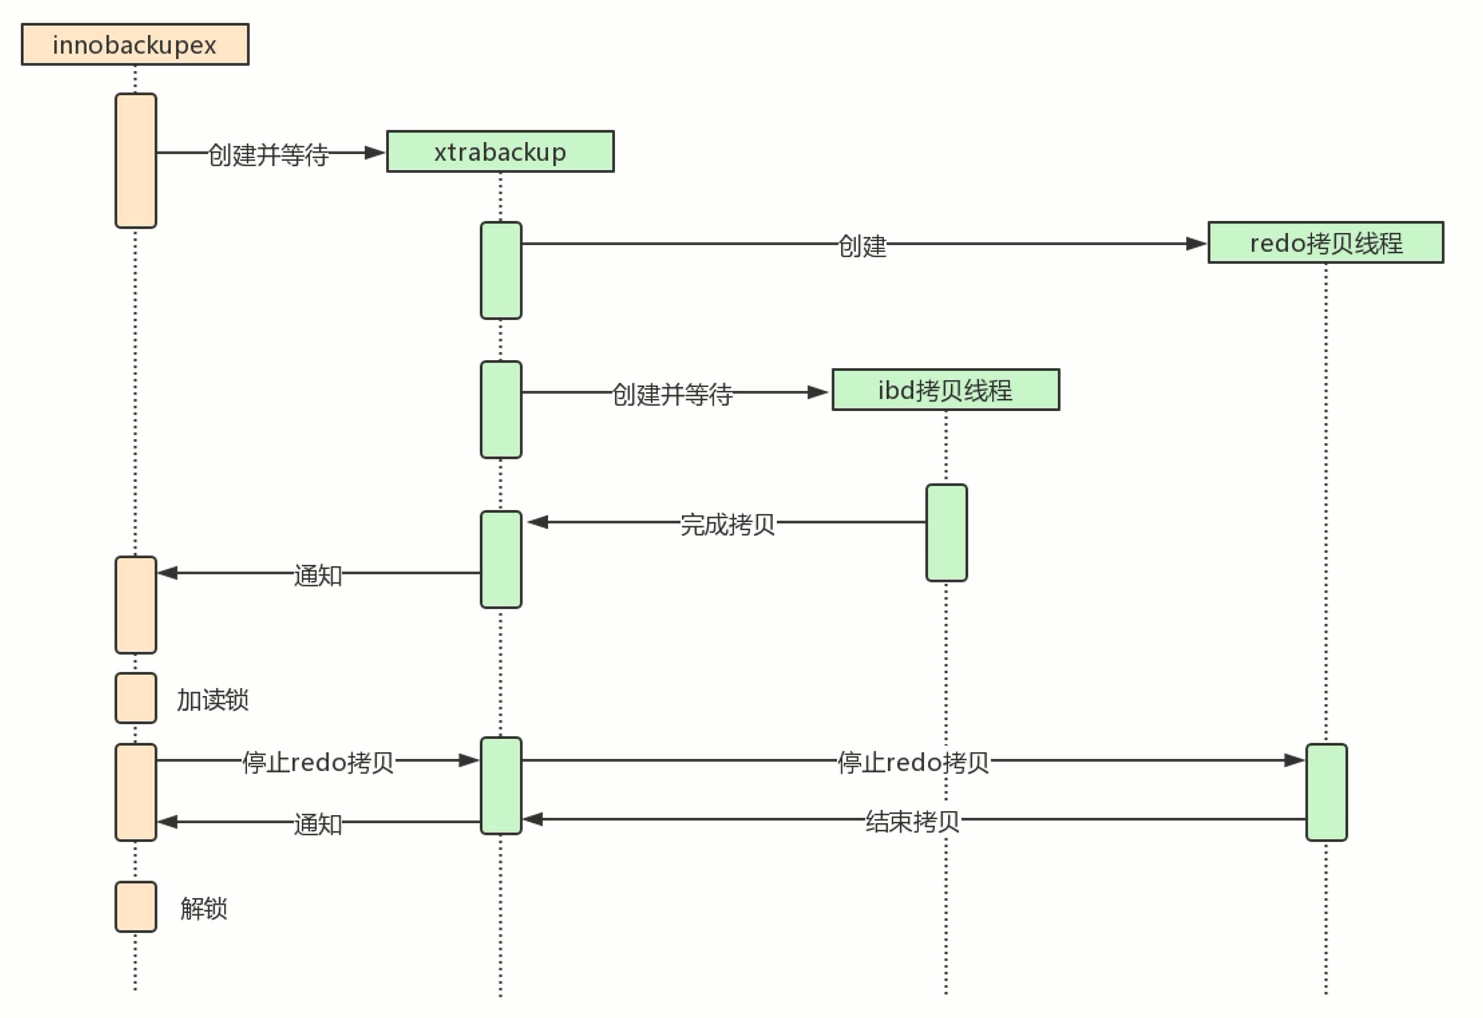 innobackupex
创建并等待
xtrabackup
创建
redo拷贝线程
创建并等待
ibd拷贝线程
完成拷贝
通知
加读锁
停止redo拷贝
停止redo拷贝
通知
结束拷贝
解锁